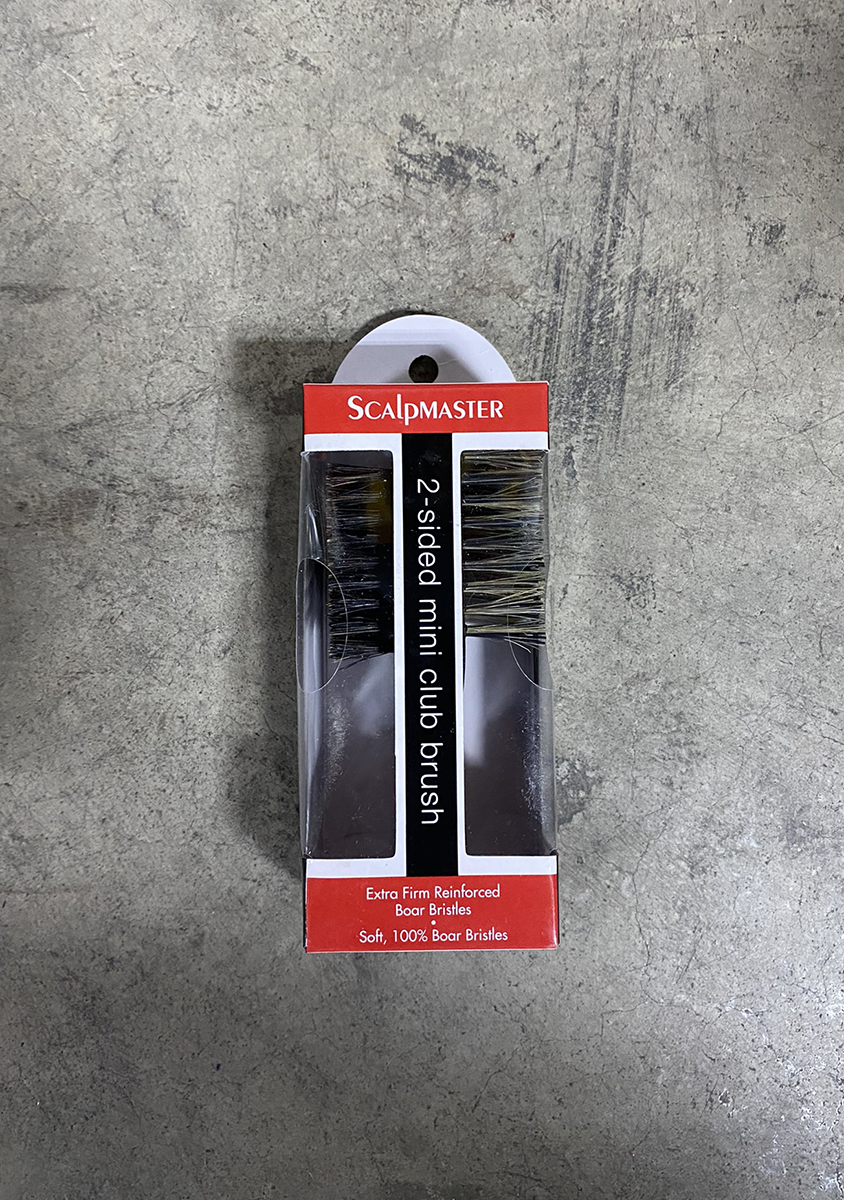 SCAlpMASTER
2-sided mini club brush
Extra Firm Reinforced
Boar Bristles
•
Soft, 100% Boar Bristles